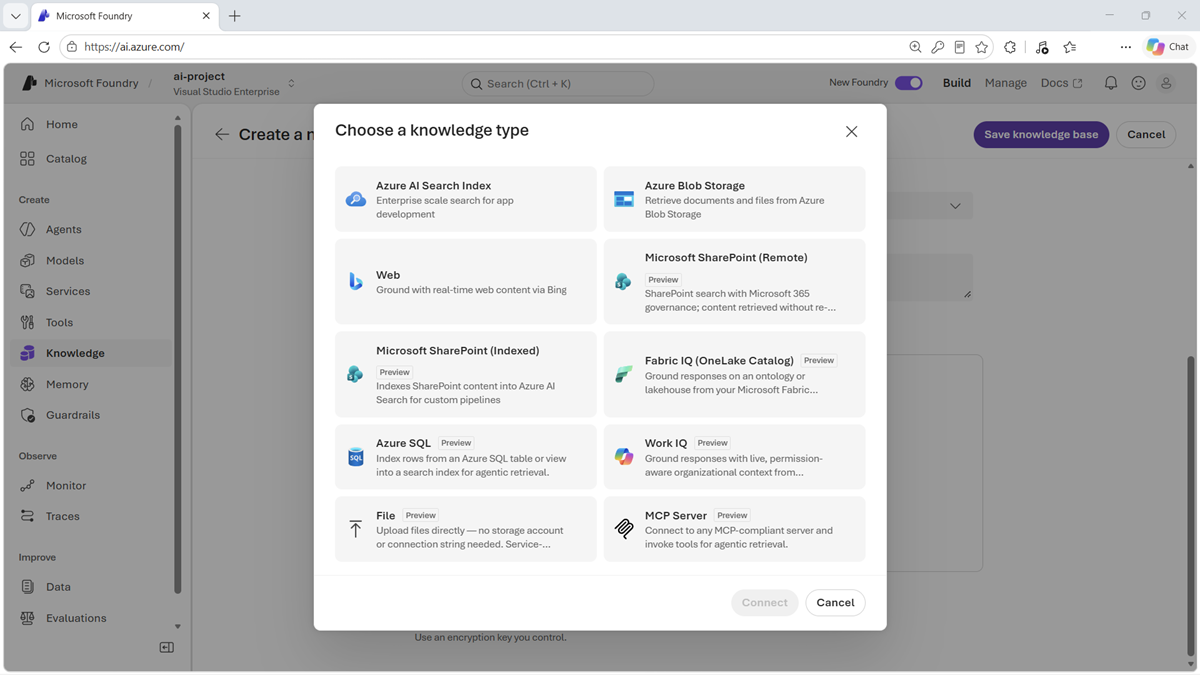 Microsoft Foundry
https://ai.azure.com/
Chat
Microsoft Foundry / ai-project
Visual Studio Enterprise
Search (Ctrl + K)
New Foundry
Build
Manage
Docs
Home
Catalog
Create
Agents
Models
Services
Tools
Knowledge
Memory
Guardrails
Observe
Monitor
Traces
Improve
Data
Evaluations
Create a n
Save knowledge base
Cancel
Choose a knowledge type
Azure AI Search Index
Enterprise scale search for app
development
Azure Blob Storage
Retrieve documents and files from Azure
Blob Storage
Web
Ground with real-time web content via Bing
Microsoft SharePoint (Remote)
Preview
SharePoint search with Microsoft 365
governance; content retrieved without re-...
Microsoft SharePoint (Indexed)
Preview
Indexes SharePoint content into Azure AI
Search for custom pipelines
Fabric IQ (OneLake Catalog) Preview
Ground responses on an ontology or
lakehouse from your Microsoft Fabric...
SQL
Azure SQL Preview
Index rows from an Azure SQL table or view
into a search index for agentic retrieval.
Work IQ Preview
Ground responses with live, permission-
aware organizational context from...
File Preview
Upload files directly — no storage account
or connection string needed. Service-...
MCP Server Preview
Connect to any MCP-compliant server and
invoke tools for agentic retrieval.
Connect
Cancel
Use an encryption key you control.